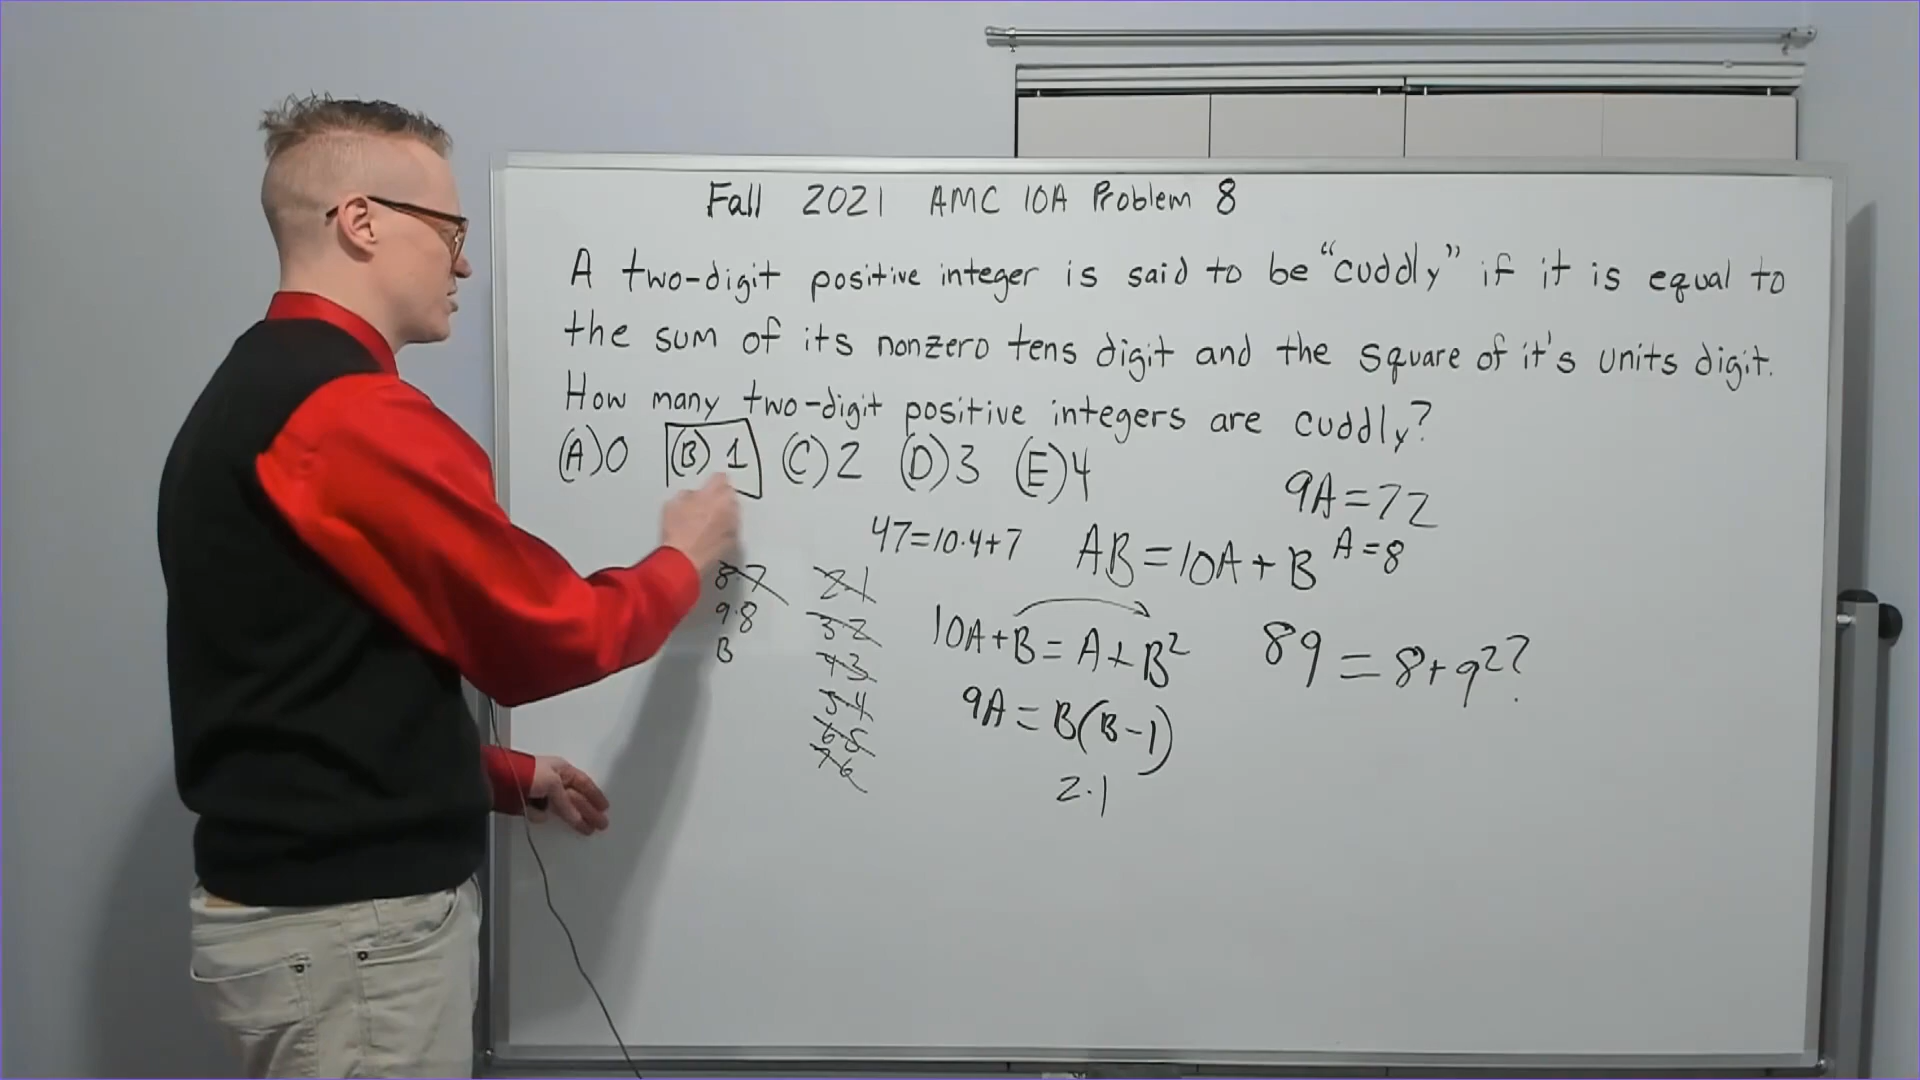 Fall 2021 AMC 10A Problem 8
A two-digit positive integer is said to be "cuddly" if it is equal to
the sum of its nonzero tens digit and the square of it's units digit.
How many two-digit positive integers are cuddly?
(A) 0 (B) 1 (C) 2 (D) 3 (E) 4
9A=72
A=8
47=10·4+7
AB=10A+B
8·7
9·8
B
2·1
3·2
4·3
5·4
6·5
7·6
10A+B=A+B²
9A=B(B-1)
2·1
89=8+9²?